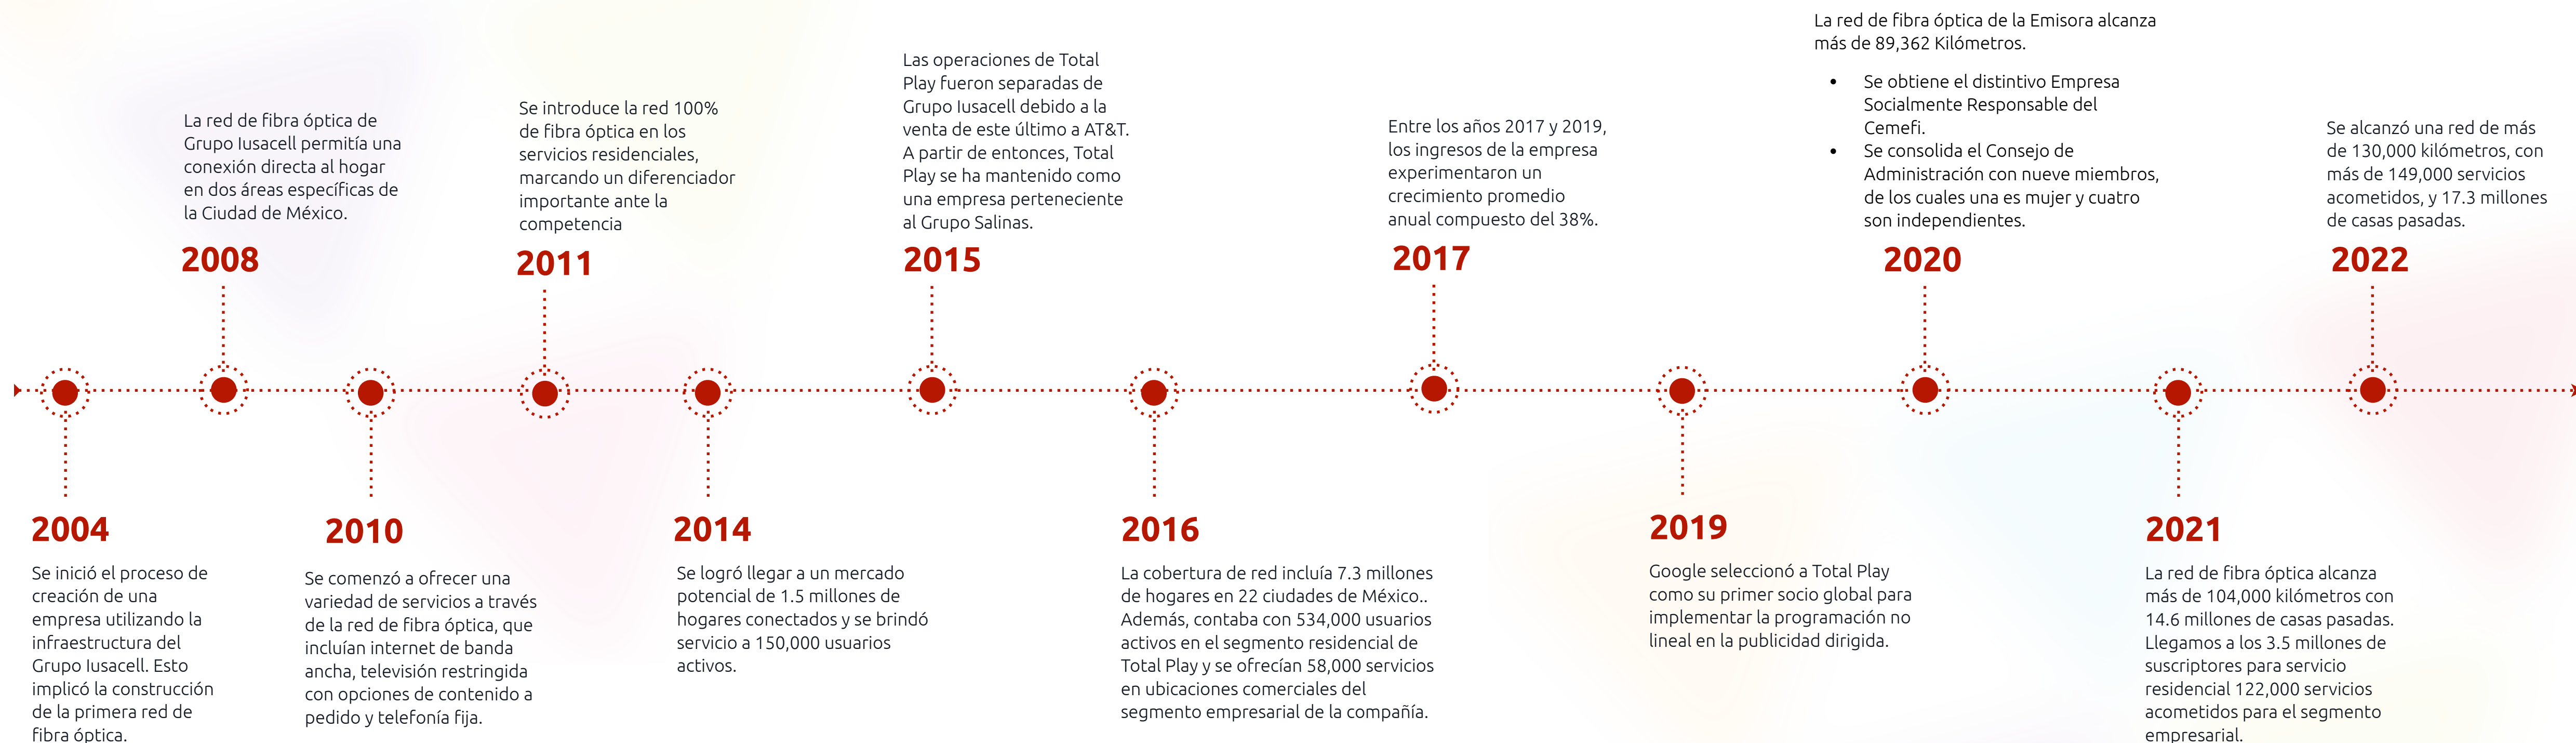 2004
Se inició el proceso de
creación de una
empresa utilizando la
infraestructura del
Grupo Iusacell. Esto
implicó la construcción
de la primera red de
fibra óptica.
La red de fibra óptica de
Grupo Iusacell permitía una
conexión directa al hogar
en dos áreas específicas de
la Ciudad de México.
2008
2010
Se comenzó a ofrecer una
variedad de servicios a través
de la red de fibra óptica, que
incluían internet de banda
ancha, televisión restringida
con opciones de contenido a
pedido y telefonía fija.
Se introduce la red 100%
de fibra óptica en los
servicios residenciales,
marcando un diferenciador
importante ante la
competencia
2011
2014
Se logró llegar a un mercado
potencial de 1.5 millones de
hogares conectados y se brindó
servicio a 150,000 usuarios
activos.
Las operaciones de Total
Play fueron separadas de
Grupo Iusacell debido a la
venta de este último a AT&T.
A partir de entonces, Total
Play se ha mantenido como
una empresa perteneciente
al Grupo Salinas.
2015
2016
La cobertura de red incluía 7.3 millones
de hogares en 22 ciudades de México..
Además, contaba con 534,000 usuarios
activos en el segmento residencial de
Total Play y se ofrecían 58,000 servicios
en ubicaciones comerciales del
segmento empresarial de la compañía.
Entre los años 2017 y 2019,
los ingresos de la empresa
experimentaron un
crecimiento promedio
anual compuesto del 38%.
2017
2019
Google seleccionó a Total Play
como su primer socio global para
implementar la programación no
lineal en la publicidad dirigida.
La red de fibra óptica de la Emisora alcanza
más de 89,362 Kilómetros.
• Se obtiene el distintivo Empresa
Socialmente Responsable del
Cemefi.
• Se consolida el Consejo de
Administración con nueve miembros,
de los cuales una es mujer y cuatro
son independientes.
2020
2021
La red de fibra óptica alcanza
más de 104,000 kilómetros con
14.6 millones de casas pasadas.
Llegamos a los 3.5 millones de
suscriptores para servicio
residencial 122,000 servicios
acometidos para el segmento
empresarial.
Se alcanzó una red de más
de 130,000 kilómetros, con
más de 149,000 servicios
acometidos, y 17.3 millones
de casas pasadas.
2022